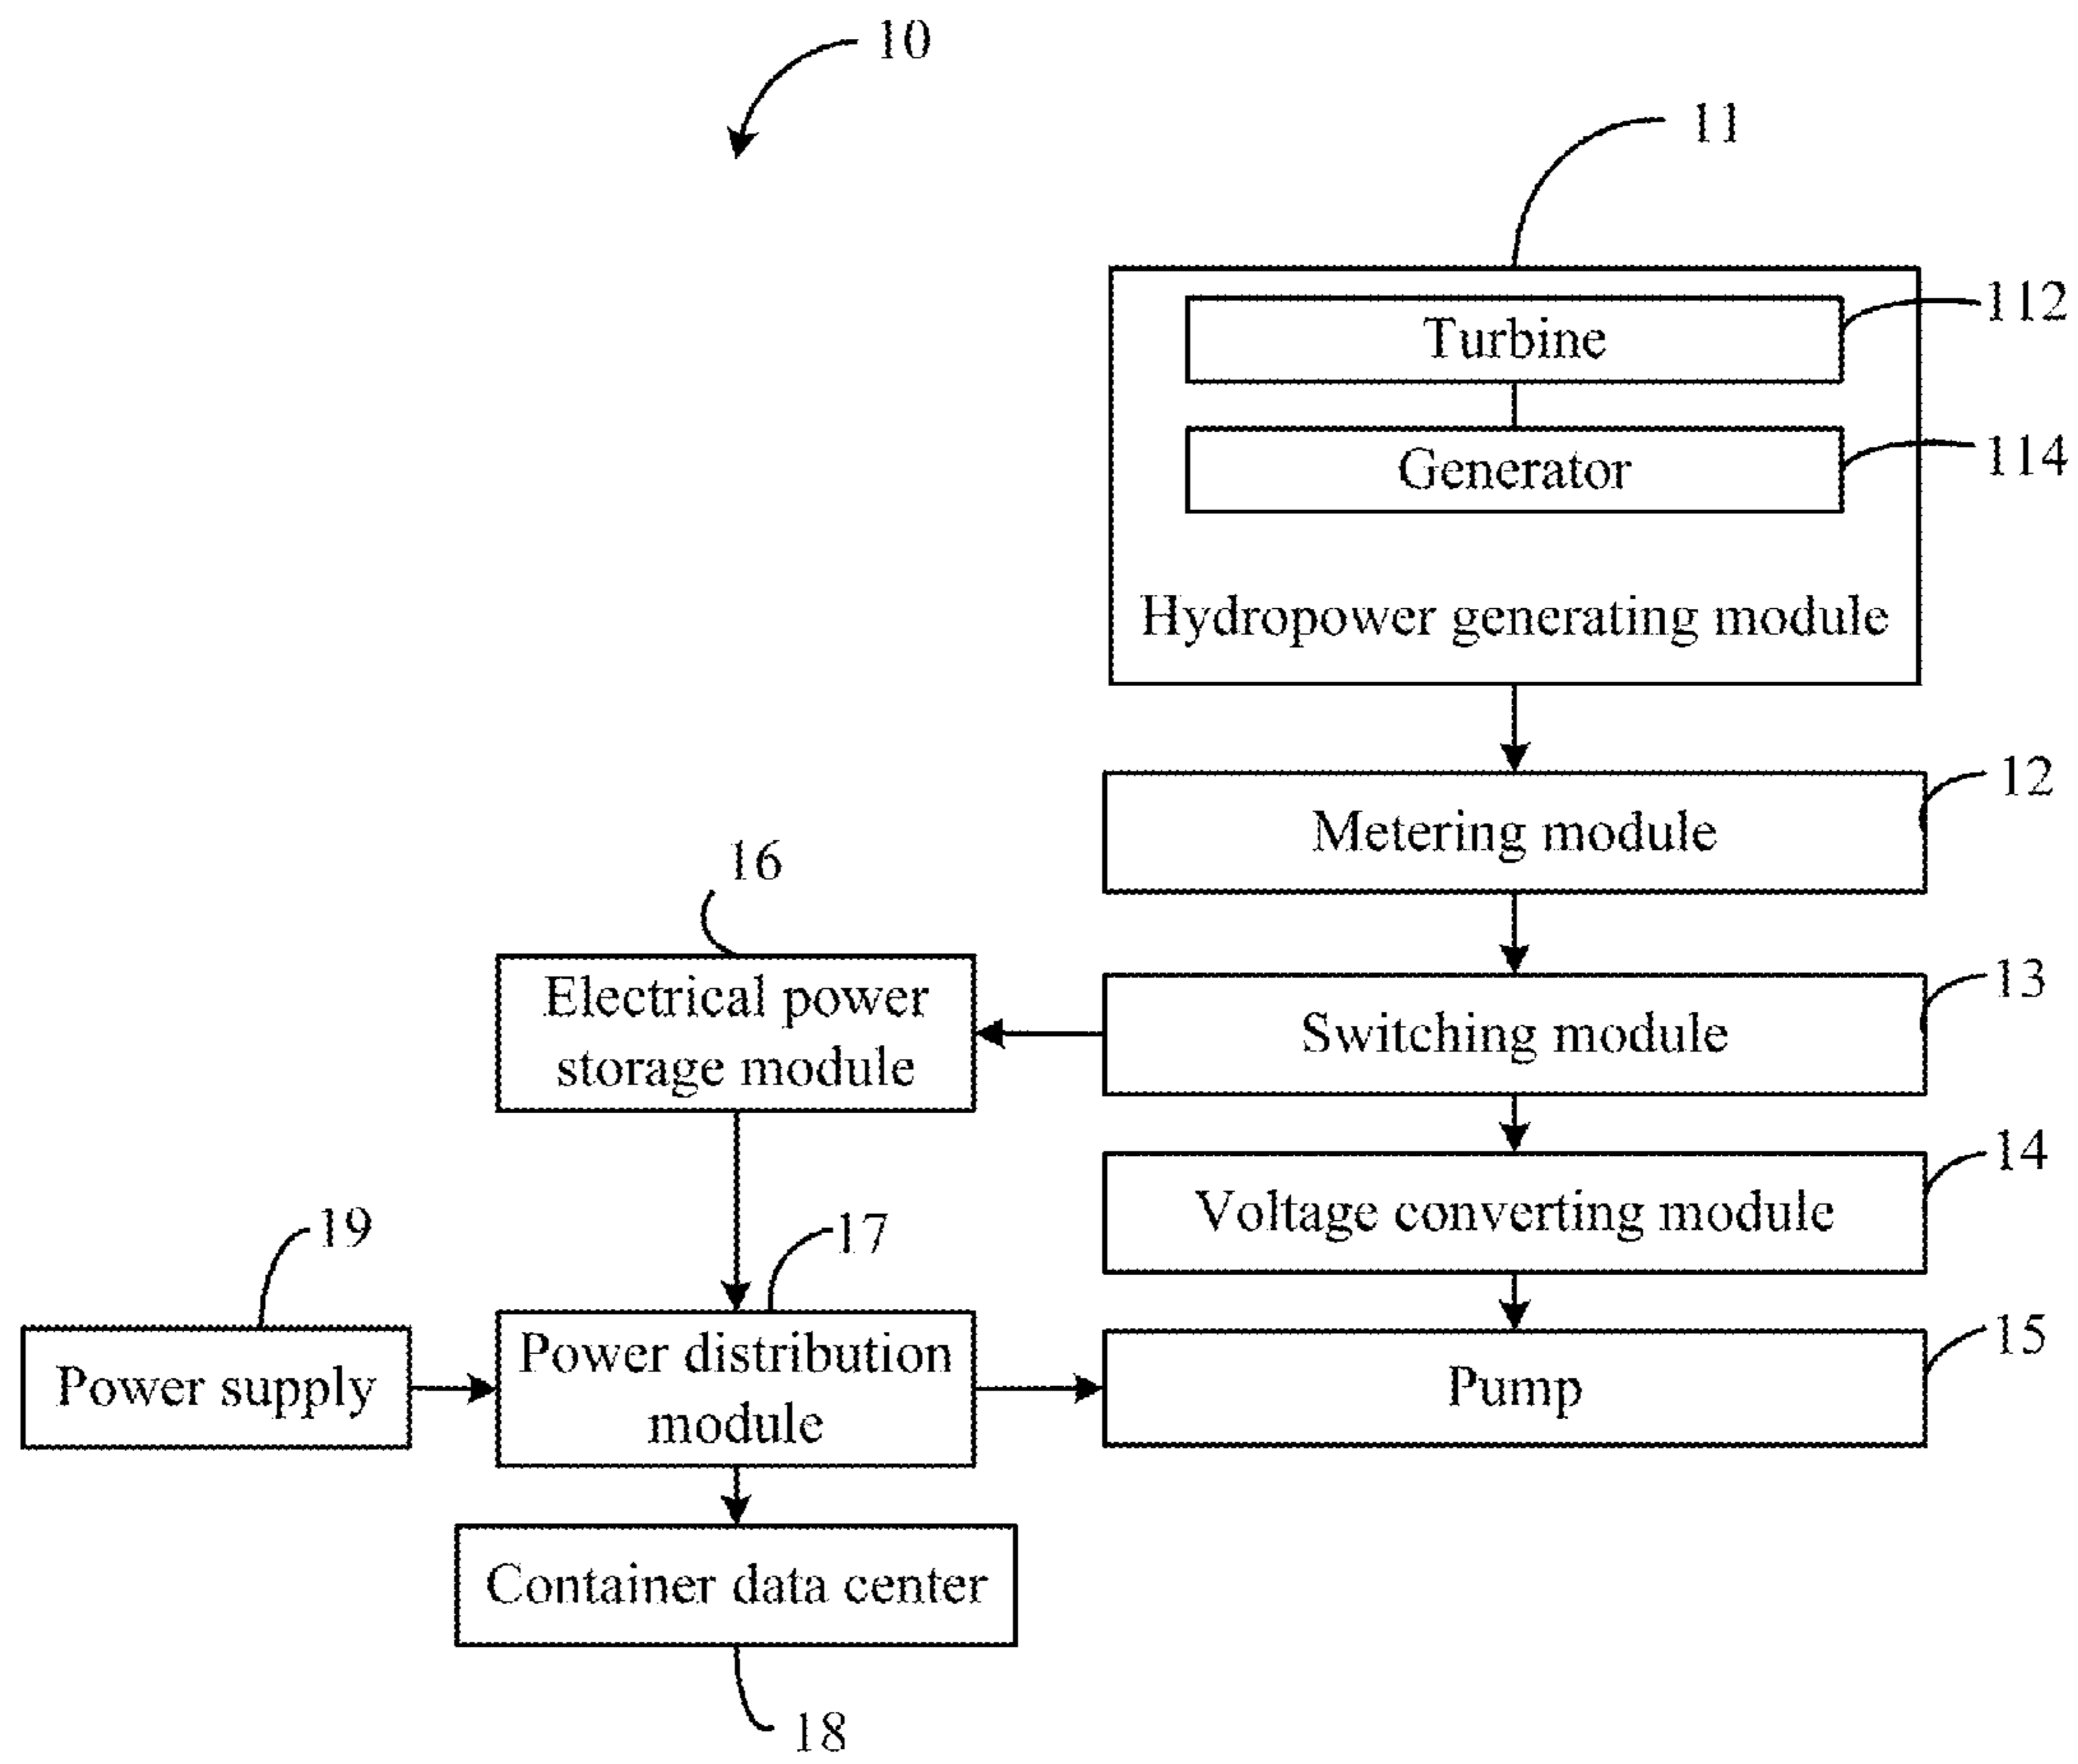 10
11
Turbine
112
Generator
114
Hydropower generating module
Metering module
12
16
Electrical power
storage module
Switching module
13
Voltage converting module
14
19
17
Power supply
Power distribution
module
Pump
15
Container data center
18